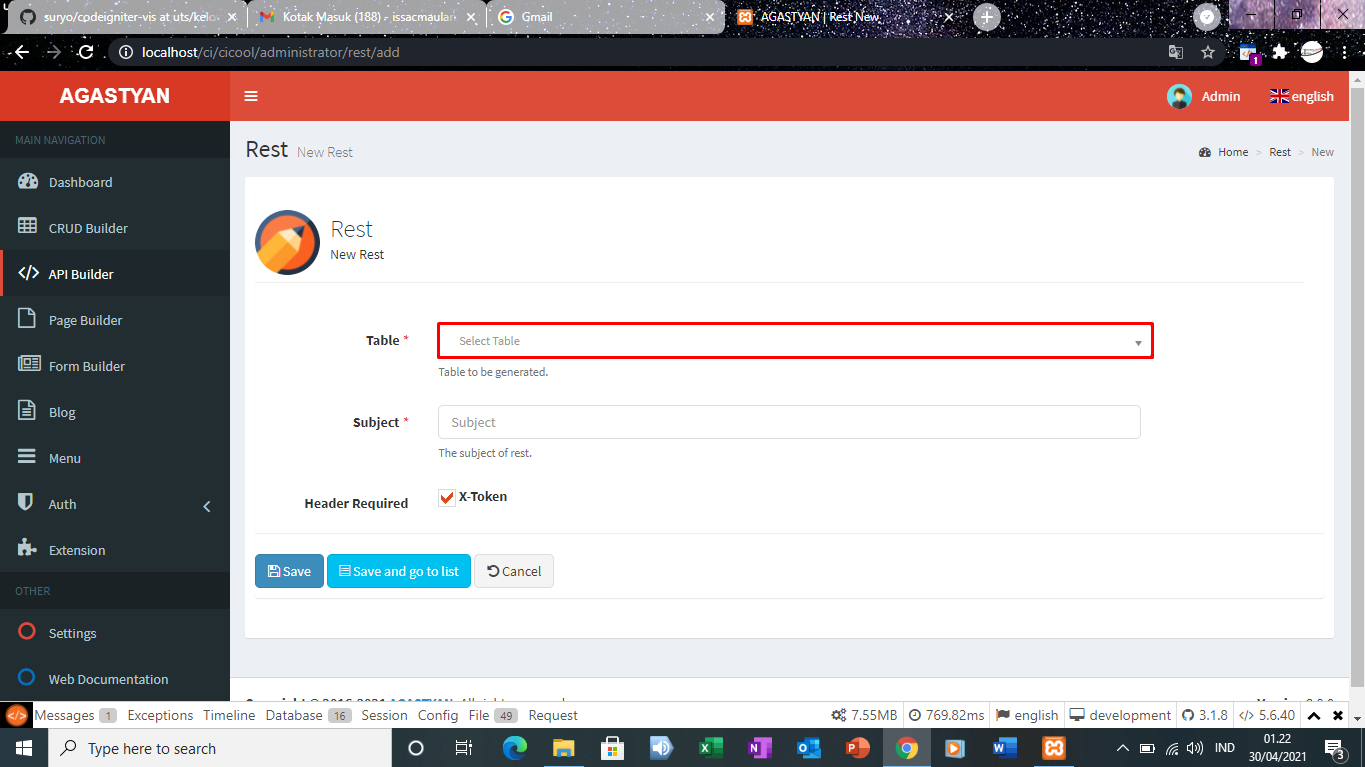 suryo/codeigniter-vis at uts/kelo
Kotak Masuk (188) - issacmaular
Gmail
AGASTYAN | Rest New
localhost/ci/cicool/administrator/rest/add
1
AGASTYAN
Admin
english
MAIN NAVIGATION
Dashboard
CRUD Builder
API Builder
Page Builder
Form Builder
Blog
Menu
Auth
Extension
OTHER
Settings
Web Documentation
Rest New Rest
Home > Rest > New
Rest
New Rest
Table *
Select Table
Table to be generated.
Subject *
Subject
The subject of rest.
Header Required
X-Token
Save
Save and go to list
Cancel
Messages 1 Exceptions Timeline Database 16 Session Config File 49 Request
7.55MB 769.82ms english development 3.1.8 5.6.40
Type here to search
IND
01.22
30/04/2021
3